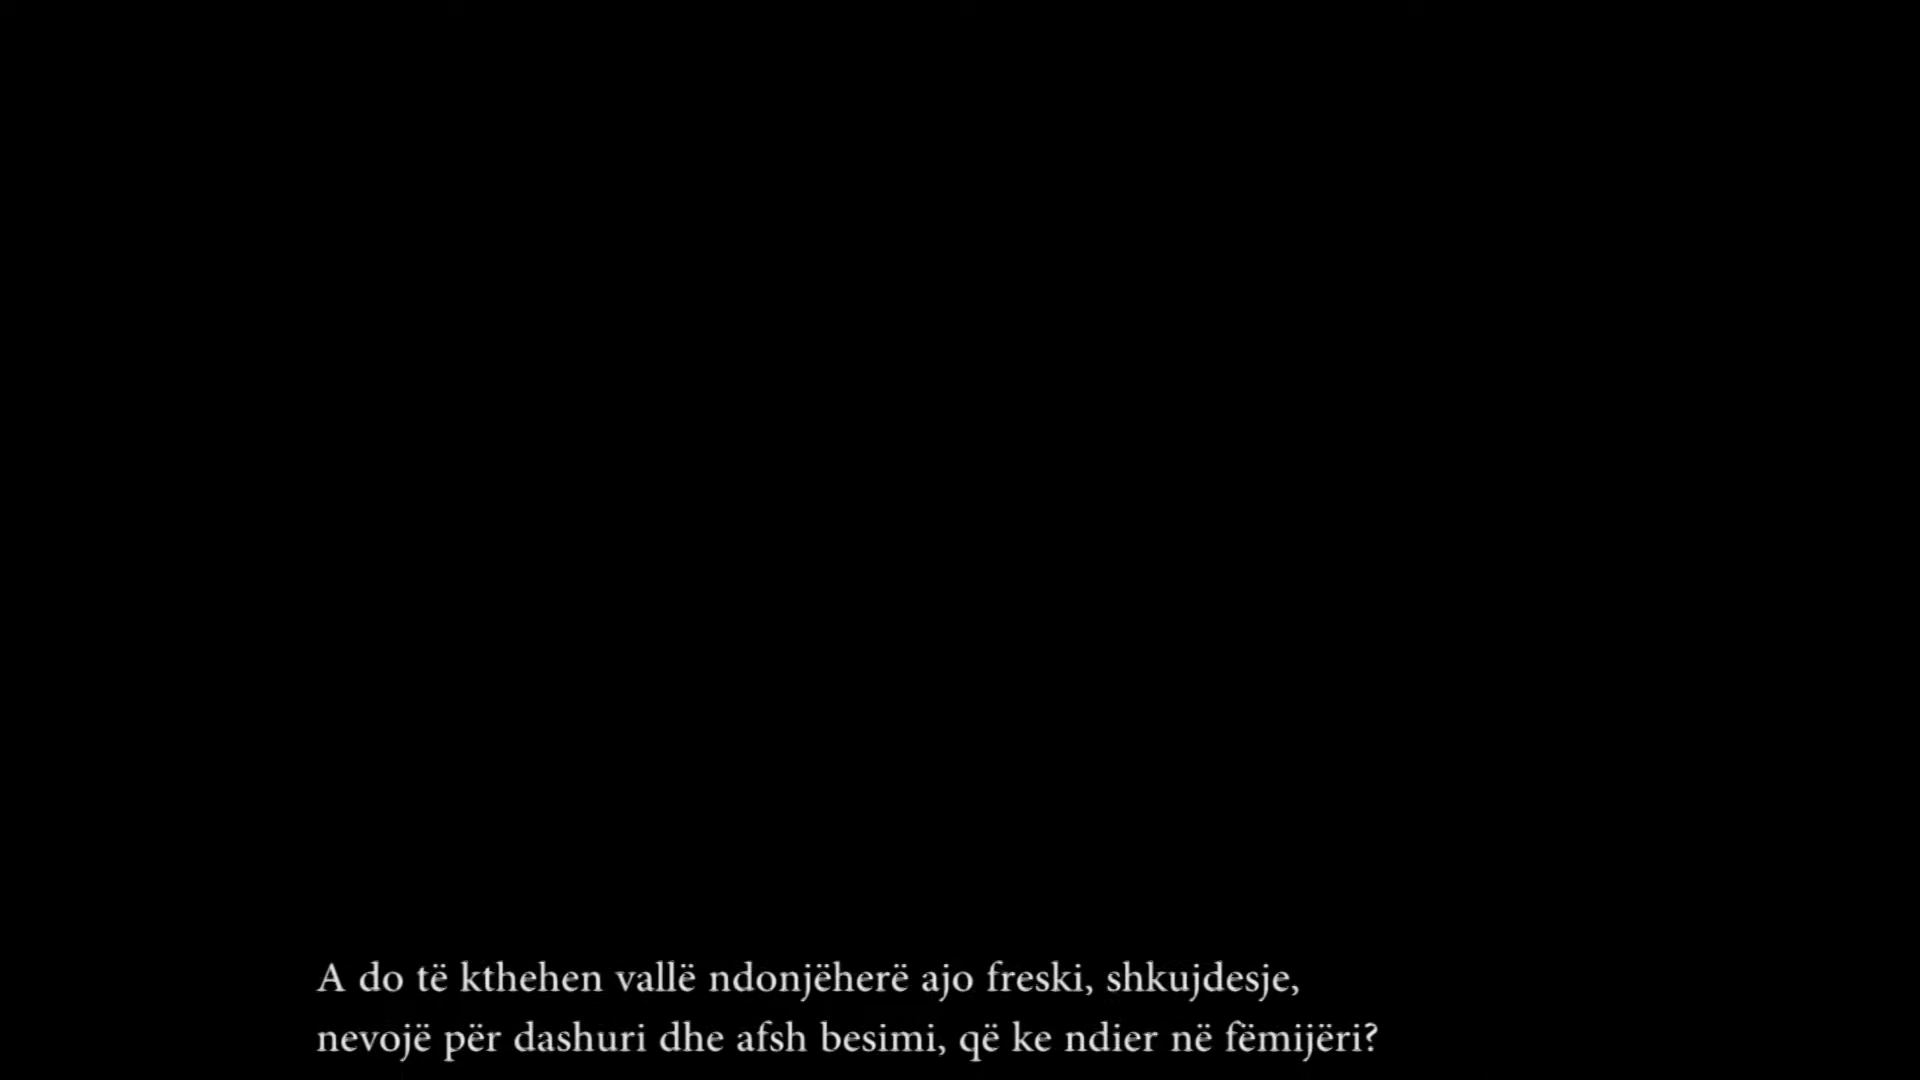 A do të kthehen vallë ndonjëherë ajo freski, shkujdesje,
nevojë për dashuri dhe afsh besimi, që ke ndier në fëmijëri?